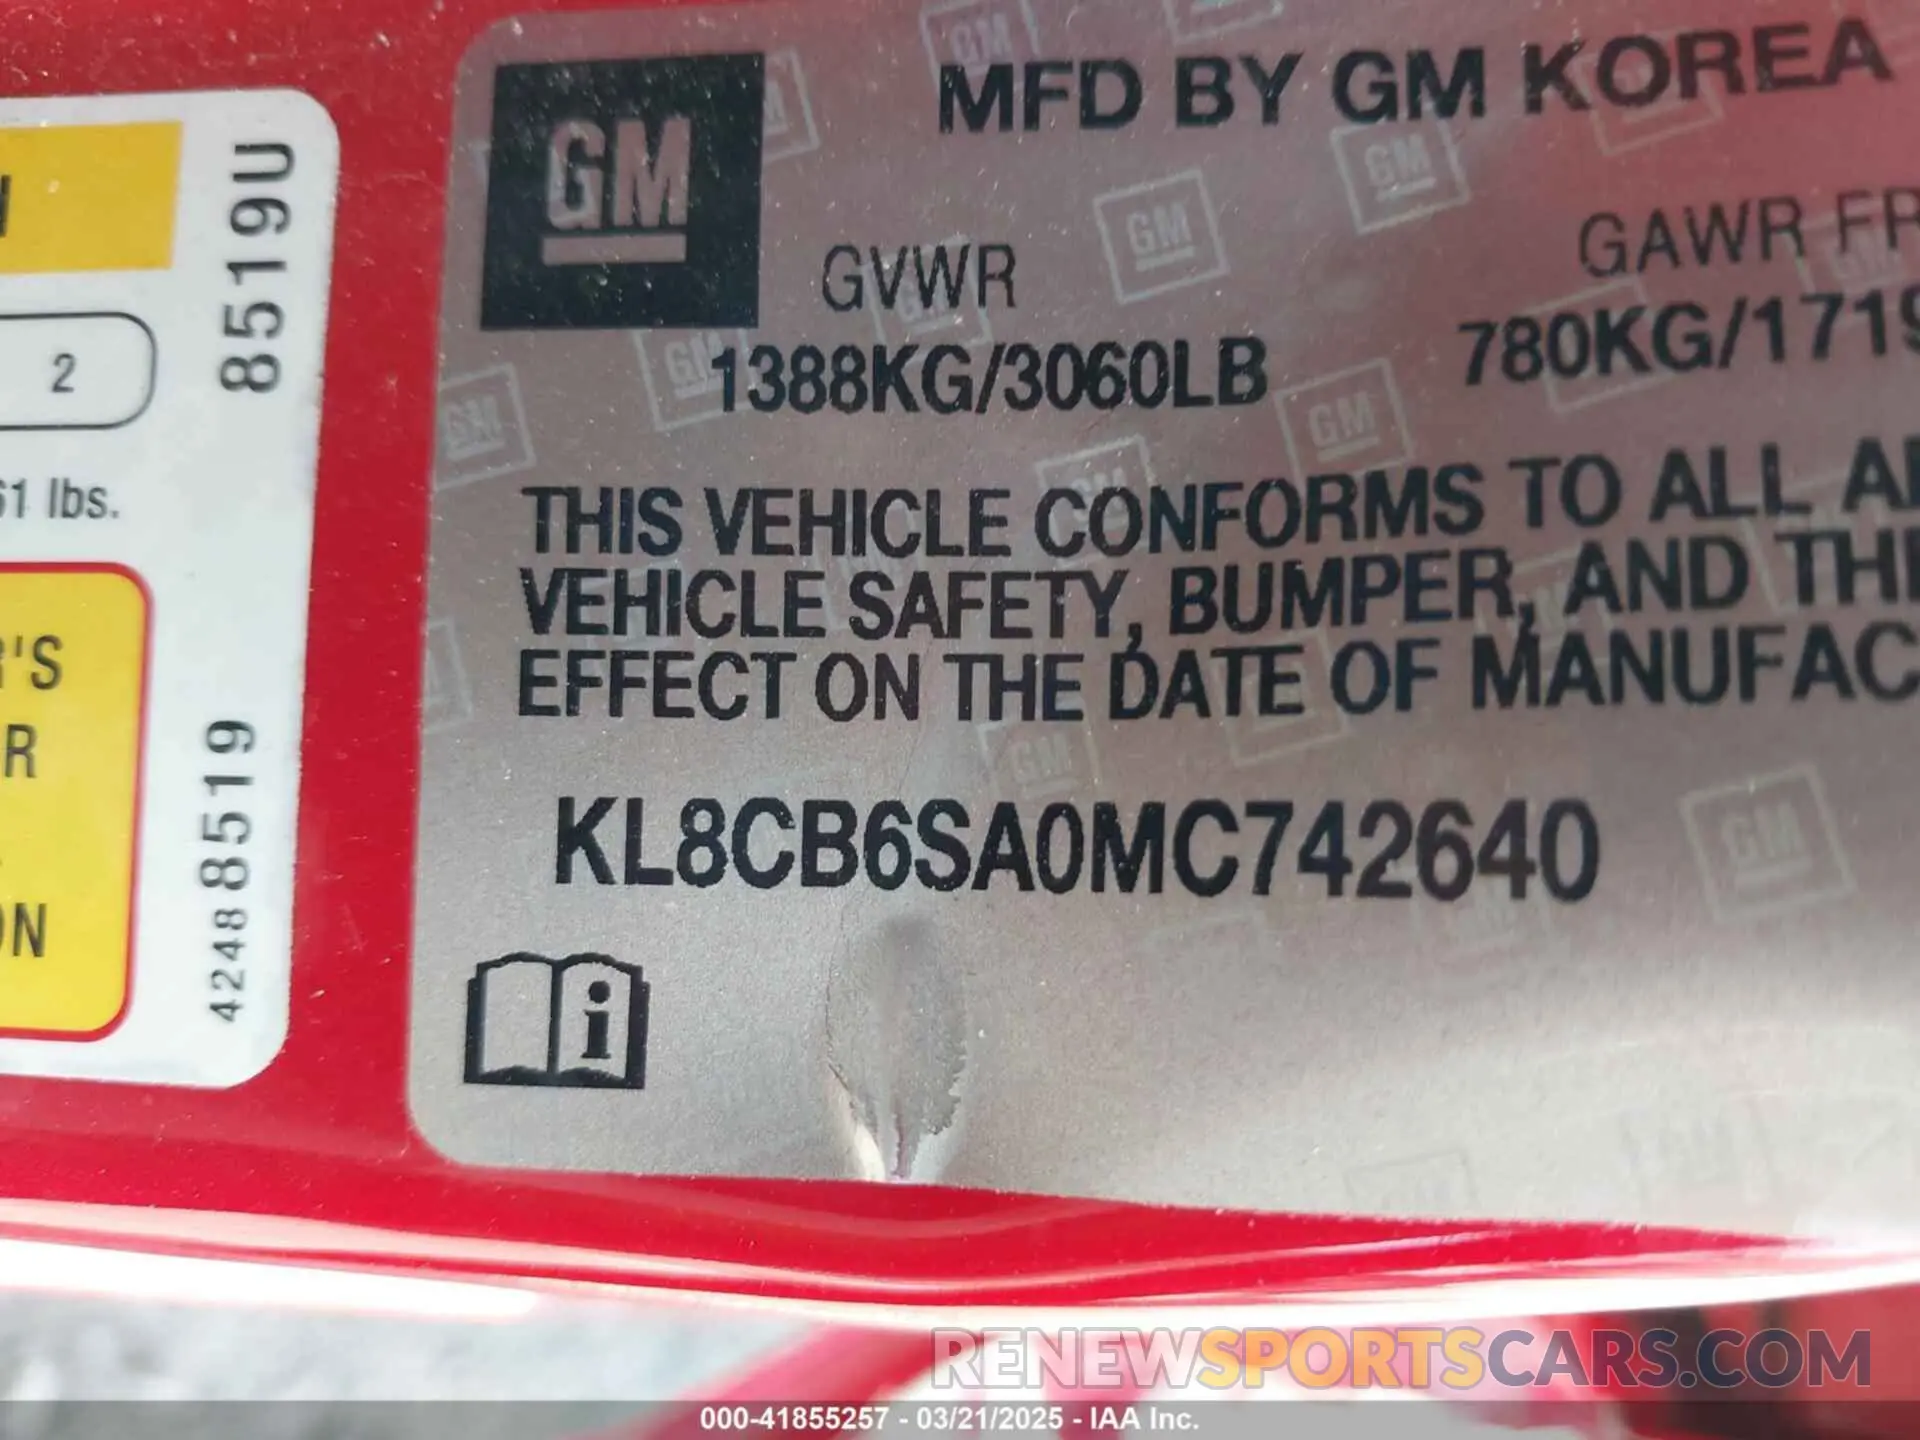 GM
MFD BY GM KOREA
GVWR
GAWR FR
1388KG/3060LB
780KG/1719
THIS VEHICLE CONFORMS TO ALL
VEHICLE SAFETY, BUMPER, AND
EFFECT ON THE DATE OF MANUFAC
KL8CB6SA0MC742640
i
2
61 lbs.
R'S
R
ON
8519U
42488519
RENEWSPORTSCARS.COM
000-41855257 - 03/21/2025 - IAA Inc.